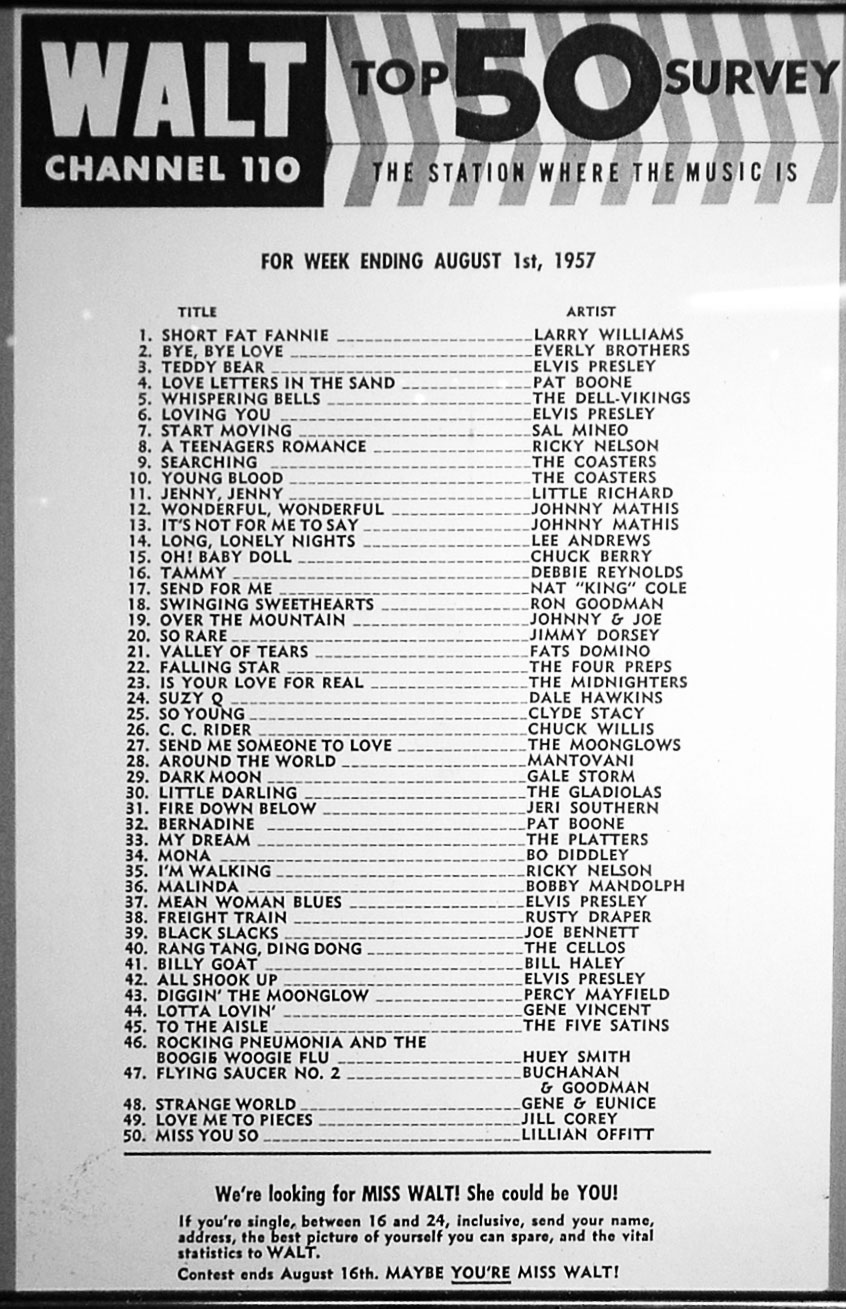 WALT
CHANNEL 110
TOP 50 SURVEY
THE STATION WHERE THE MUSIC IS
FOR WEEK ENDING AUGUST 1st, 1957
TITLE ARTIST
1. SHORT FAT FANNIE LARRY WILLIAMS
2. BYE, BYE LOVE EVERLY BROTHERS
3. TEDDY BEAR ELVIS PRESLEY
4. LOVE LETTERS IN THE SAND PAT BOONE
5. WHISPERING BELLS THE DELL-VIKINGS
6. LOVING YOU ELVIS PRESLEY
7. START MOVING SAL MINEO
8. A TEENAGERS ROMANCE RICKY NELSON
9. SEARCHING THE COASTERS
10. YOUNG BLOOD THE COASTERS
11. JENNY, JENNY LITTLE RICHARD
12. WONDERFUL, WONDERFUL JOHNNY MATHIS
13. IT'S NOT FOR ME TO SAY JOHNNY MATHIS
14. LONG, LONELY NIGHTS LEE ANDREWS
15. OH! BABY DOLL CHUCK BERRY
16. TAMMY DEBBIE REYNOLDS
17. SEND FOR ME NAT "KING" COLE
18. SWINGING SWEETHEARTS RON GOODMAN
19. OVER THE MOUNTAIN JOHNNY & JOE
20. SO RARE JIMMY DORSEY
21. VALLEY OF TEARS FATS DOMINO
22. FALLING STAR THE FOUR PREPS
23. IS YOUR LOVE FOR REAL THE MIDNIGHTERS
24. SUZY Q DALE HAWKINS
25. SO YOUNG CLYDE STACY
26. C. C. RIDER CHUCK WILLIS
27. SEND ME SOMEONE TO LOVE THE MOONGLOWS
28. AROUND THE WORLD MANTOVANI
29. DARK MOON GALE STORM
30. LITTLE DARLING THE GLADIOLAS
31. FIRE DOWN BELOW JERI SOUTHERN
32. BERNADINE PAT BOONE
33. MY DREAM THE PLATTERS
34. MONA BO DIDDLEY
35. I'M WALKING RICKY NELSON
36. MALINDA BOBBY MANDOLPH
37. MEAN WOMAN BLUES ELVIS PRESLEY
38. FREIGHT TRAIN RUSTY DRAPER
39. BLACK SLACKS JOE BENNETT
40. RANG TANG, DING DONG THE CELLOS
41. BILLY GOAT BILL HALEY
42. ALL SHOOK UP ELVIS PRESLEY
43. DIGGIN' THE MOONGLOW PERCY MAYFIELD
44. LOTTA LOVIN' GENE VINCENT
45. TO THE AISLE THE FIVE SATINS
46. ROCKING PNEUMONIA AND THE
BOOGIE WOOGIE FLU HUEY SMITH
47. FLYING SAUCER NO. 2 BUCHANAN
& GOODMAN
48. STRANGE WORLD GENE & EUNICE
49. LOVE ME TO PIECES JILL COREY
50. MISS YOU SO LILLIAN OFFITT
We're looking for MISS WALT! She could be YOU!
If you're single, between 16 and 24, inclusive, send your name,
address, the best picture of yourself you can spare, and the vital
statistics to WALT.
Contest ends August 16th. MAYBE YOU'RE MISS WALT!